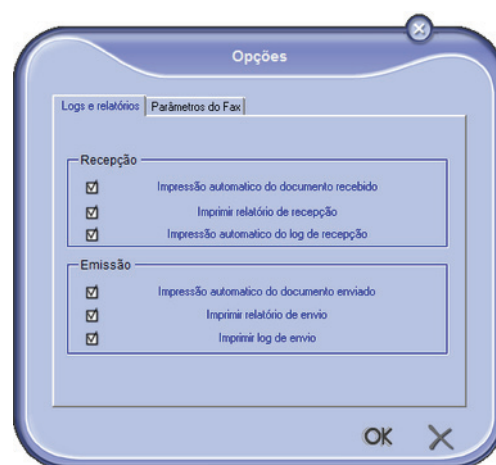 Opções
Logs e relatórios
Parâmetros do Fax
Recepção
Impressão automatico do documento recebido
Imprimir relatório de recepção
Impressão automatico do log de recepção
Emissão
Impressão automatico do documento enviado
Imprimir relatório de envio
Imprimir log de envio
OK